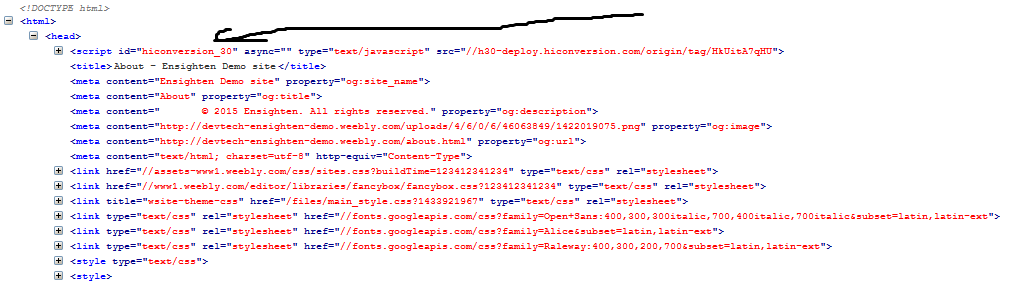 <!DOCTYPE html>
<html>
<head>
<script id="hiconversion_30" async="" type="text/javascript" src="//h30-deploy.hiconversion.com/origin/tag/HkUitA7qHU">
<title>About - Ensighten Demo site</title>
<meta content="Ensighten Demo site" property="og:site_name">
<meta content="About" property="og:title">
<meta content=" © 2015 Ensighten. All rights reserved." property="og:description">
<meta content="http://devtech-ensighten-demo.weebly.com/uploads/4/6/0/6/46063849/1422019075.png" property="og:image">
<meta content="http://devtech-ensighten-demo.weebly.com/about.html" property="og:url">
<meta content="text/html; charset=utf-8" http-equiv="Content-Type">
<link href="//assets-www1.weebly.com/css/sites.css?buildTime=123412341234" type="text/css" rel="stylesheet">
<link href="//www1.weebly.com/editor/libraries/fancybox/fancybox.css?123412341234" type="text/css" rel="stylesheet">
<link title="wsite-theme-css" href="/files/main_style.css?1433921967" type="text/css" rel="stylesheet">
<link type="text/css" rel="stylesheet" href="//fonts.googleapis.com/css?family=Open+Sans:400,300,300italic,700,400italic,700italic&subset=latin,latin-ext">
<link type="text/css" rel="stylesheet" href="//fonts.googleapis.com/css?family=Alice&subset=latin,latin-ext">
<link type="text/css" rel="stylesheet" href="//fonts.googleapis.com/css?family=Raleway:400,300,200,700&subset=latin,latin-ext">
<style type="text/css">
<style>